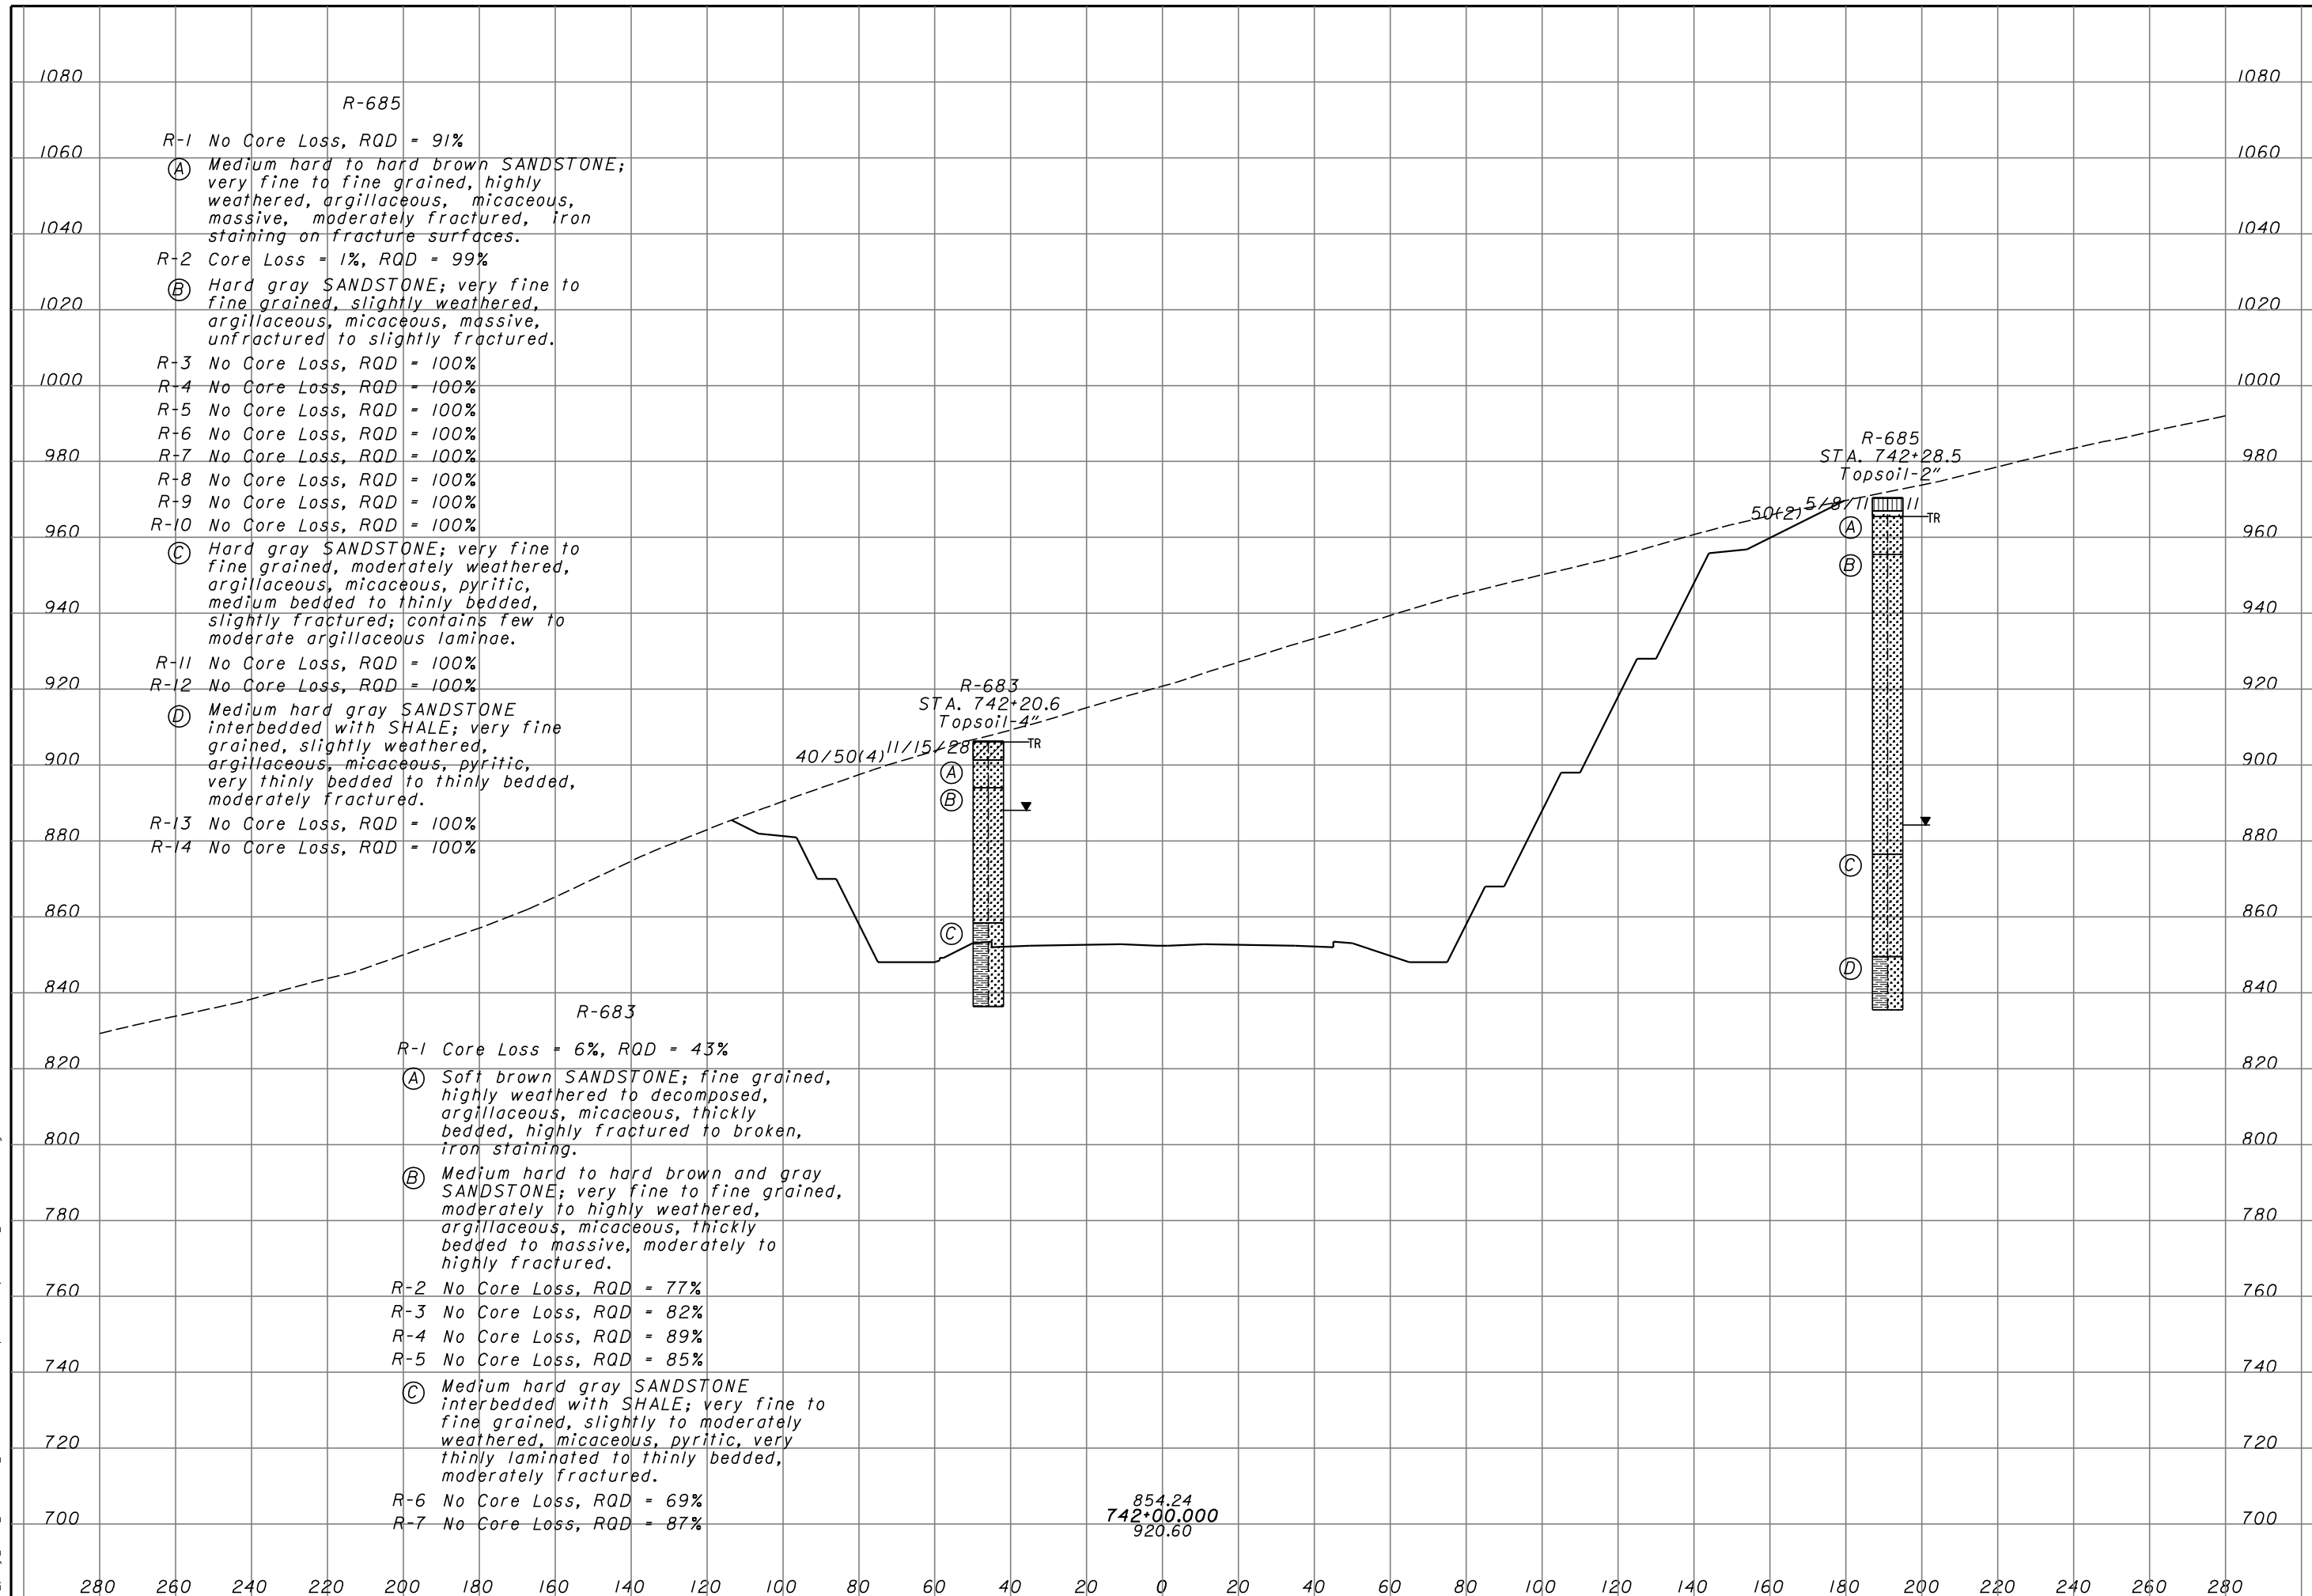 R-685
R-1 No Core Loss, RQD = 91%
A Medium hard to hard brown SANDSTONE;
very fine to fine grained, highly
weathered, argillaceous, micaceous,
massive, moderately fractured, iron
staining on fracture surfaces.
R-2 Core Loss = 1%, RQD = 99%
B Hard gray SANDSTONE; very fine to
fine grained, slightly weathered,
argillaceous, micaceous, massive,
unfractured to slightly fractured.
R-3 No Core Loss, RQD = 100%
R-4 No Core Loss, RQD = 100%
R-5 No Core Loss, RQD = 100%
R-6 No Core Loss, RQD = 100%
R-7 No Core Loss, RQD = 100%
R-8 No Core Loss, RQD = 100%
R-9 No Core Loss, RQD = 100%
R-10 No Core Loss, RQD = 100%
C Hard gray SANDSTONE; very fine to
fine grained, moderately weathered,
argillaceous, micaceous, pyritic,
medium bedded to thinly bedded,
slightly fractured; contains few to
moderate argillaceous laminae.
R-11 No Core Loss, RQD = 100%
R-12 No Core Loss, RQD = 100%
D Medium hard gray SANDSTONE
interbedded with SHALE; very fine
grained, slightly weathered,
argillaceous, micaceous, pyritic,
very thinly bedded to thinly bedded,
moderately fractured.
R-13 No Core Loss, RQD = 100%
R-14 No Core Loss, RQD = 100%
R-683
R-1 Core Loss = 6%, RQD = 43%
A Soft brown SANDSTONE; fine grained,
highly weathered to decomposed,
argillaceous, micaceous, thickly
bedded, highly fractured to broken,
iron staining.
B Medium hard to hard brown and gray
SANDSTONE; very fine to fine grained,
moderately to highly weathered,
argillaceous, micaceous, thickly
bedded to massive, moderately to
highly fractured.
R-2 No Core Loss, RQD = 77%
R-3 No Core Loss, RQD = 82%
R-4 No Core Loss, RQD = 89%
R-5 No Core Loss, RQD = 85%
C Medium hard gray SANDSTONE
interbedded with SHALE; very fine to
fine grained, slightly to moderately
weathered, micaceous, pyritic, very
thinly laminated to thinly bedded,
moderately fractured.
R-6 No Core Loss, RQD = 69%
R-7 No Core Loss, RQD = 87%
R-683
STA. 742+20.6
Topsoil-4"
11/15/28
40/50(4)
TR
A
B
C
R-685
STA. 742+28.5
Topsoil-2"
5/8/11
11
50(2)
TR
A
B
C
D
854.24
742+00.000
920.60
1080 1080
1060 1060
1040 1040
1020 1020
1000 1000
980 980
960 960
940 940
920 920
900 900
880 880
860 860
840 840
820 820
800 800
780 780
760 760
740 740
720 720
700 700
280 260 240 220 200 180 160 140 120 100 80 60 40 20 0 20 40 60 80 100 120 140 160 180 200 220 240 260 280